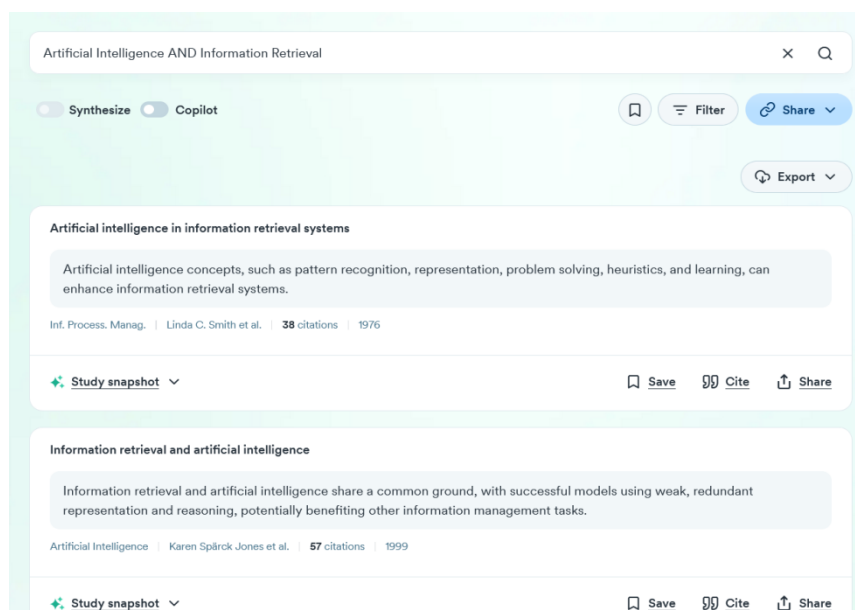 Artificial Intelligence AND Information Retrieval
Synthesize Copilot Filter Share
Export
Artificial intelligence in information retrieval systems
Artificial intelligence concepts, such as pattern recognition, representation, problem solving, heuristics, and learning, can
enhance information retrieval systems.
Inf. Process. Manag. | Linda C. Smith et al. | 38 citations | 1976
Study snapshot Save Cite Share
Information retrieval and artificial intelligence
Information retrieval and artificial intelligence share a common ground, with successful models using weak, redundant
representation and reasoning, potentially benefiting other information management tasks.
Artificial Intelligence | Karen Spärck Jones et al. | 57 citations | 1999
Study snapshot Save Cite Share